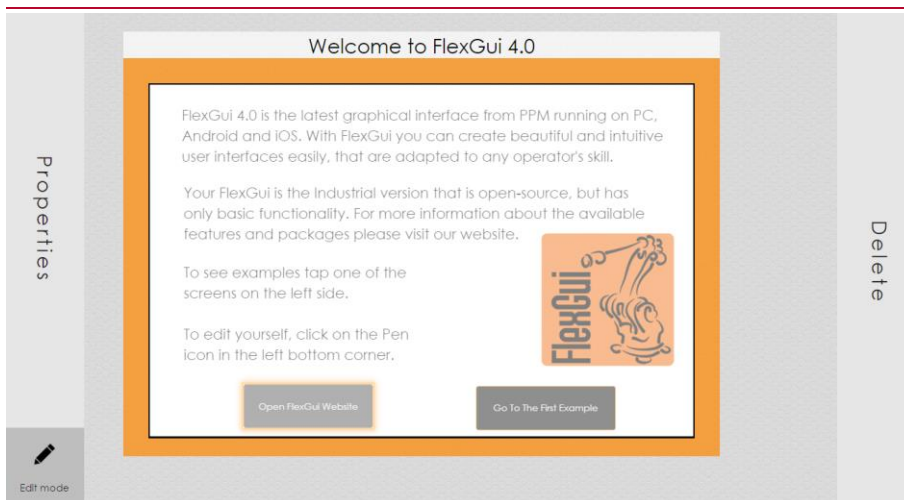 Welcome to FlexGui 4.0
FlexGui 4.0 is the latest graphical interface from PPM running on PC,
Android and iOS. With FlexGui you can create beautiful and intuitive
user interfaces easily, that are adapted to any operator's skill.
Your FlexGui is the Industrial version that is open-source, but has
only basic functionality. For more information about the available
features and packages please visit our website.
To see examples tap one of the
screens on the left side.
To edit yourself, click on the Pen
icon in the left bottom corner.
FlexGui
Open FlexGui Website
Go To The First Example
Properties
Delete
Edit mode